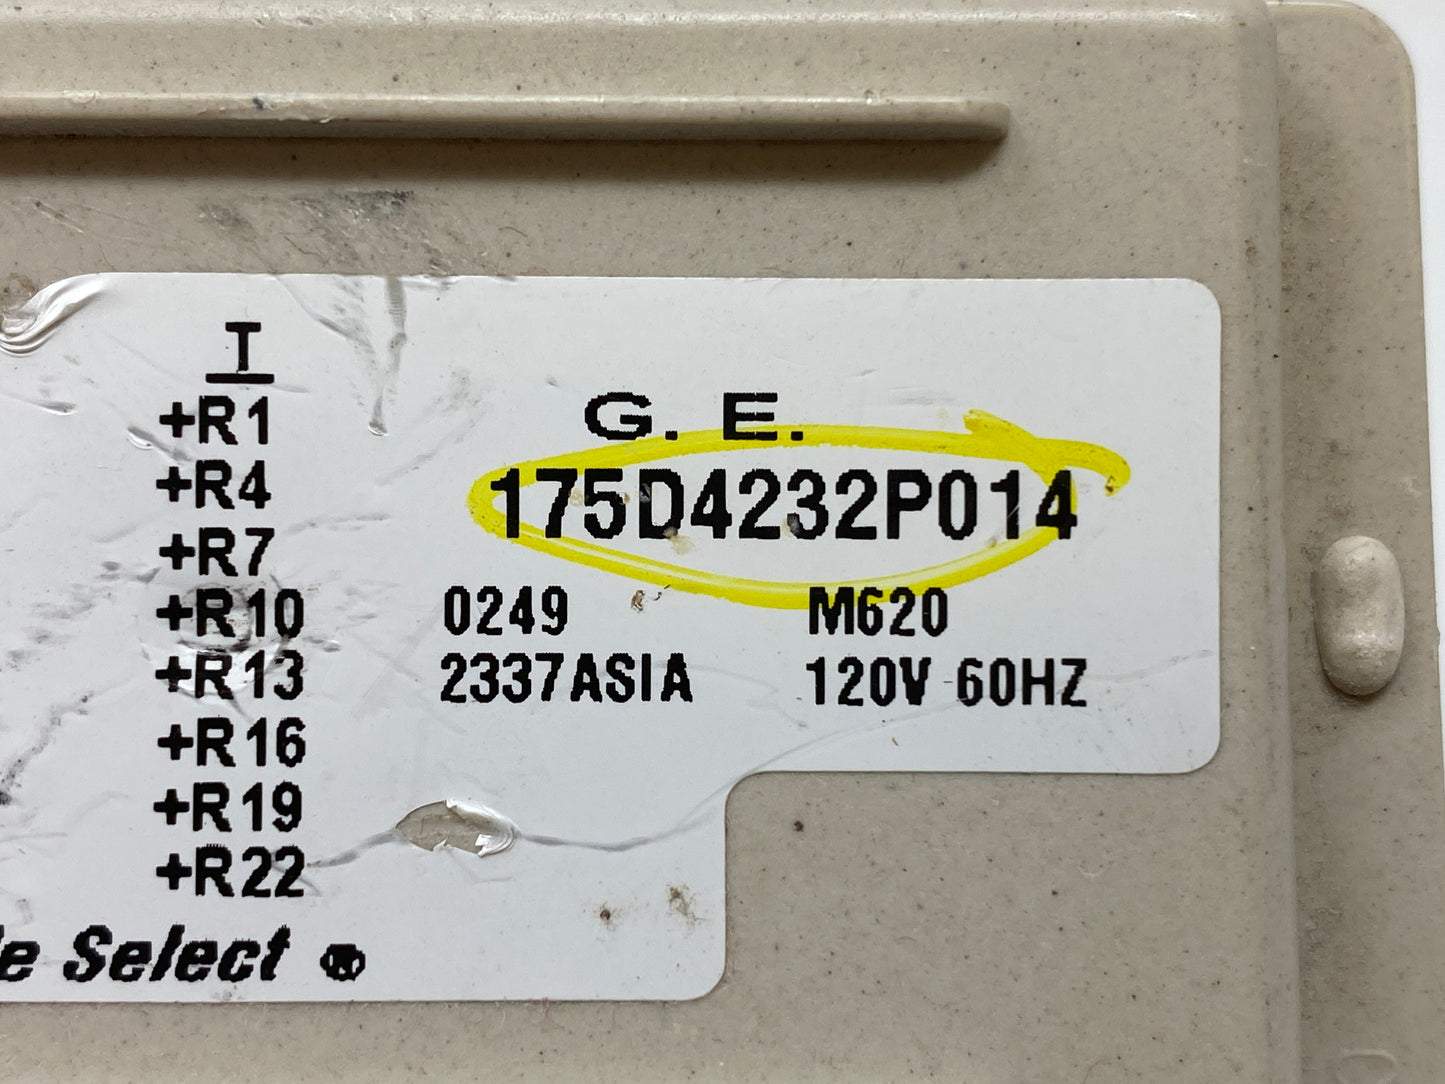 T
+R1
+R4
+R7
+R10
+R13
+R16
+R19
+R22
Select
G. E.
175D4232P014
0249 M620
2337ASIA 120V 60HZ